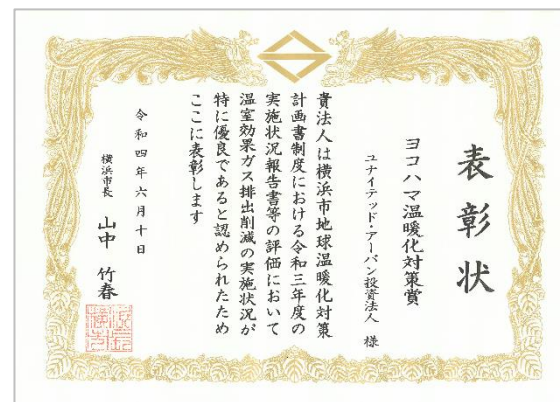 表彰状
ヨコハマ温暖化対策賞
ユナイテッド・アーバン投資法人 様
貴法人は横浜市地球温暖化対策
計画書制度における令和三年度の
実施状況報告書等の評価において
温室効果ガス排出削減の実施状況が
特に優良であると認められたため
ここに表彰します
令和四年六月十日
横浜市長 山中 竹春